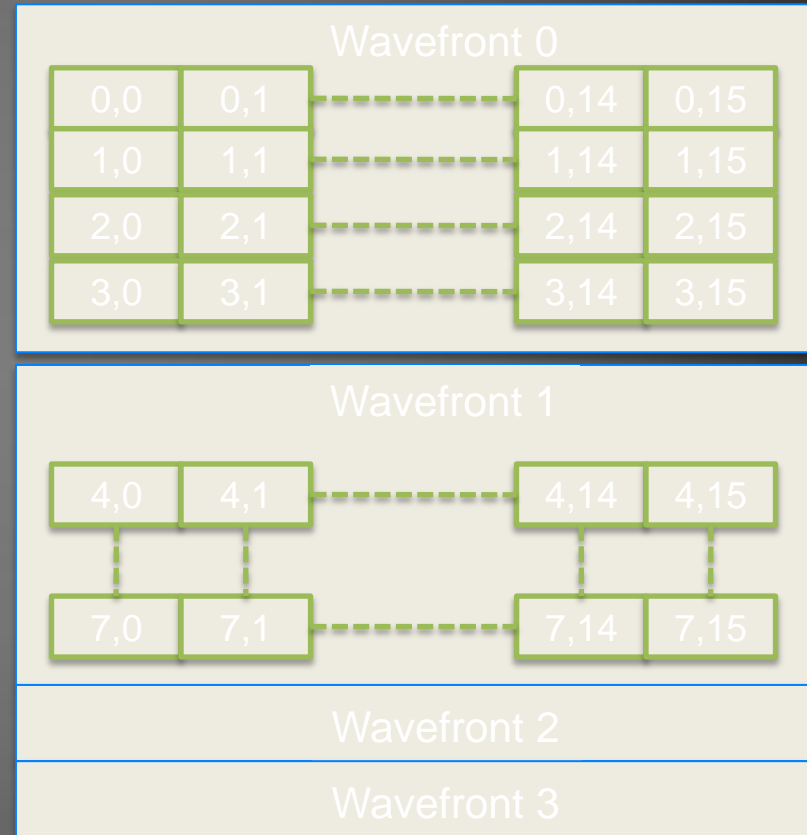 Wavefront 0
0,0 0,1 0,14 0,15
1,0 1,1 1,14 1,15
2,0 2,1 2,14 2,15
3,0 3,1 3,14 3,15
Wavefront 1
4,0 4,1 4,14 4,15
7,0 7,1 7,14 7,15
Wavefront 2
Wavefront 3